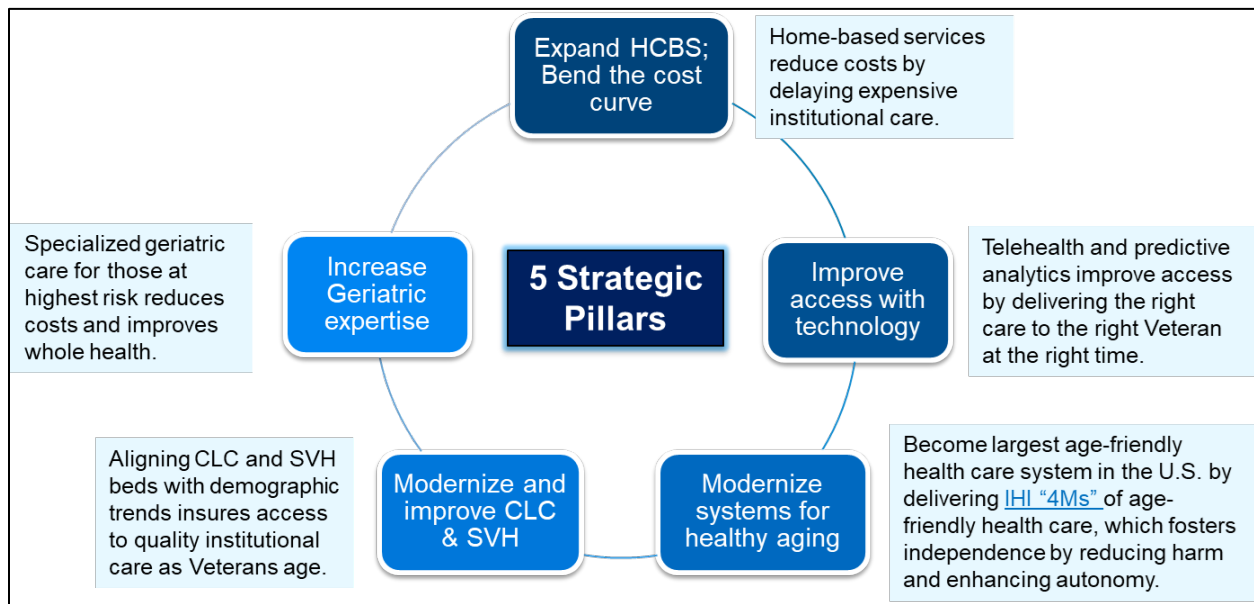 Expand HCBS;
Bend the cost
curve
Home-based services
reduce costs by
delaying expensive
institutional care.
Specialized geriatric
care for those at
highest risk reduces
costs and improves
whole health.
Increase
Geriatric
expertise
5 Strategic
Pillars
Improve
access with
technology
Telehealth and predictive
analytics improve access
by delivering the right
care to the right Veteran
at the right time.
Aligning CLC and SVH
beds with demographic
trends insures access
to quality institutional
care as Veterans age.
Modernize and
improve CLC
& SVH
Modernize
systems for
healthy aging
Become largest age-friendly
health care system in the U.S. by
delivering IHI “4Ms” of age-
friendly health care, which fosters
independence by reducing harm
and enhancing autonomy.